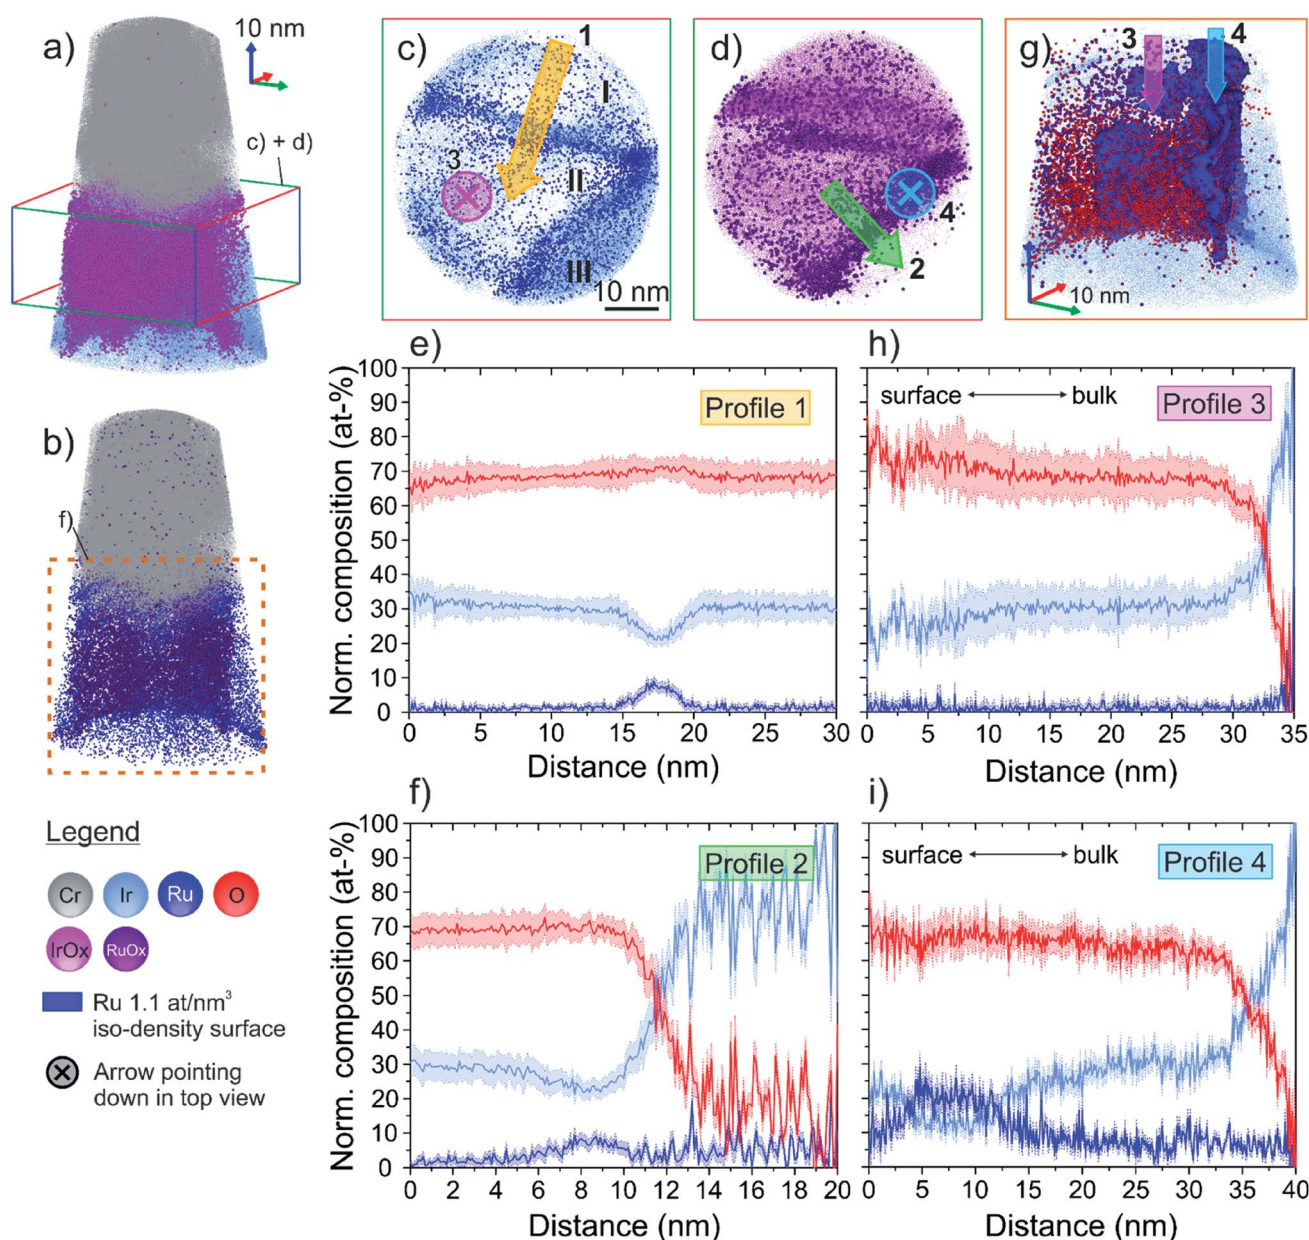 a)
10 nm
c) + d)
b)
f)
Legend
Cr
Ir
Ru
O
IrOx
RuOx
Ru 1.1 at/nm³
iso-density surface
Arrow pointing
down in top view
c)
1
I
3
II
III
10 nm
d)
4
2
g)
3
4
10 nm
e)
Profile 1
Norm. composition (at-%)
100
90
80
70
60
50
40
30
20
10
0
0 5 10 15 20 25 30
Distance (nm)
h)
surface
bulk
Profile 3
0 5 10 15 20 25 30 35
Distance (nm)
f)
Profile 2
Norm. composition (at-%)
100
90
80
70
60
50
40
30
20
10
0
0 2 4 6 8 10 12 14 16 18 20
Distance (nm)
i)
surface
bulk
Profile 4
0 5 10 15 20 25 30 35 40
Distance (nm)